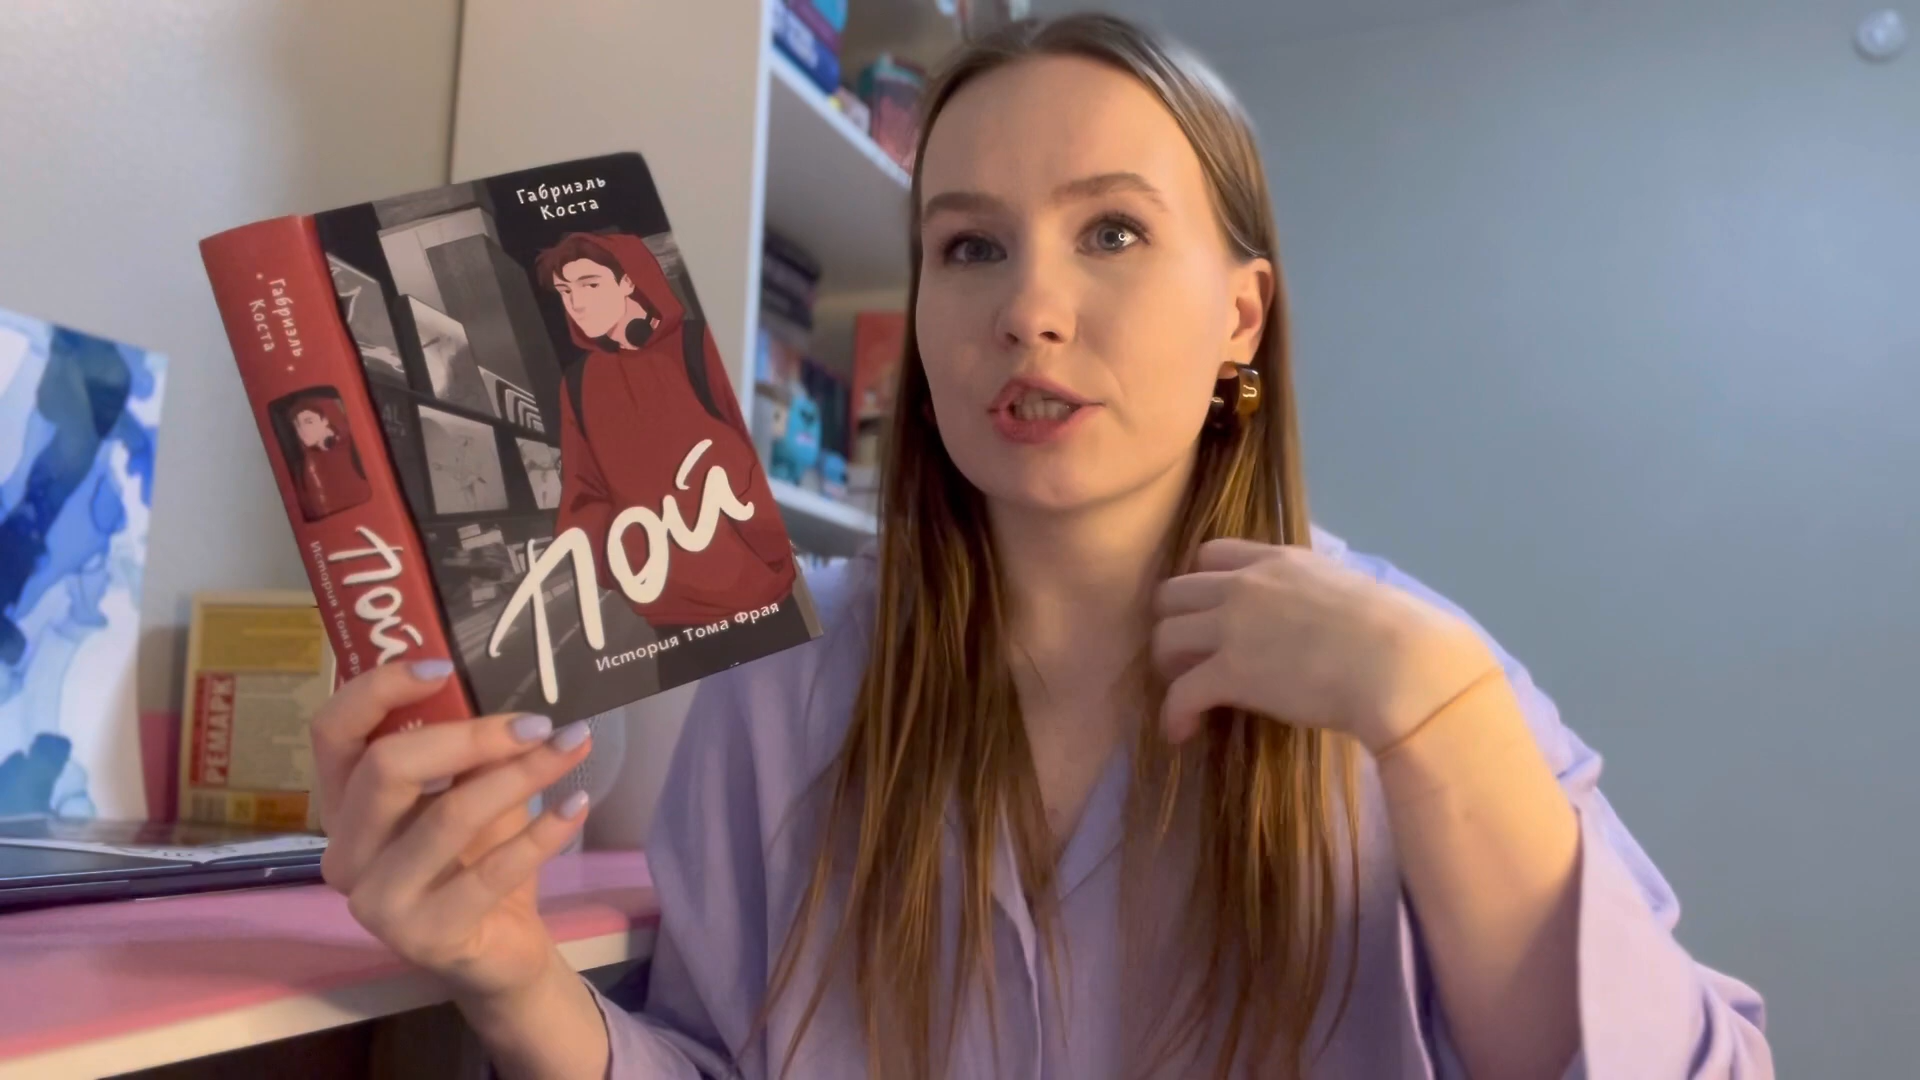 Габриэль
Коста
Пой
История Тома Фрая
Габриэль
Коста
Пой
История Тома Фр
РЕМАРК